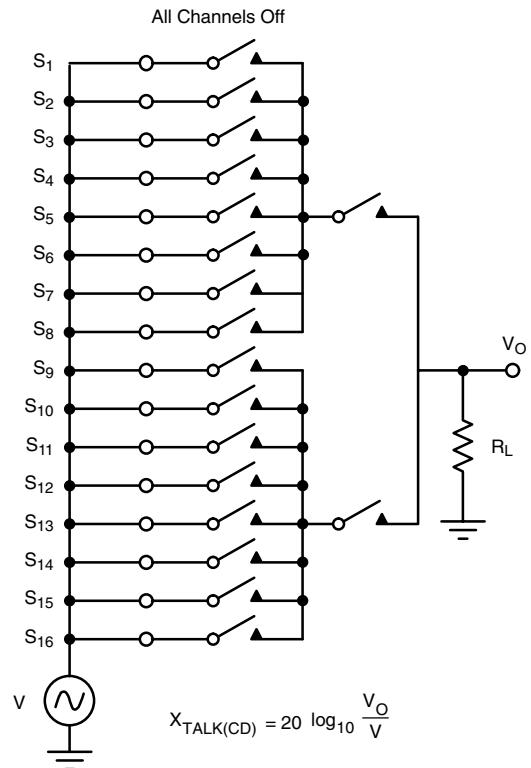 All Channels Off
S1
S2
S3
S4
S5
S6
S7
S8
S9
S10
S11
S12
S13
S14
S15
S16
VO
RL
V
XTALK(CD) = 20 log10 VO/V